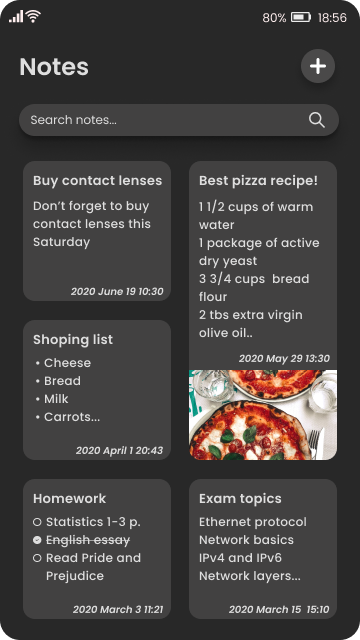 80% 18:56
Notes
Search notes...
Buy contact lenses
Don't forget to buy
contact lenses this
Saturday
2020 June 19 10:30
Best pizza recipe!
1 1/2 cups of warm
water
1 package of active
dry yeast
3 3/4 cups bread
flour
2 tbs extra virgin
olive oil..
2020 May 29 13:30
Shoping list
• Cheese
• Bread
• Milk
• Carrots...
2020 April 1 20:43
Homework
Statistics 1-3 p.
English essay
Read Pride and
Prejudice
2020 March 3 11:21
Exam topics
Ethernet protocol
Network basics
IPv4 and IPv6
Network layers...
2020 March 15 15:10